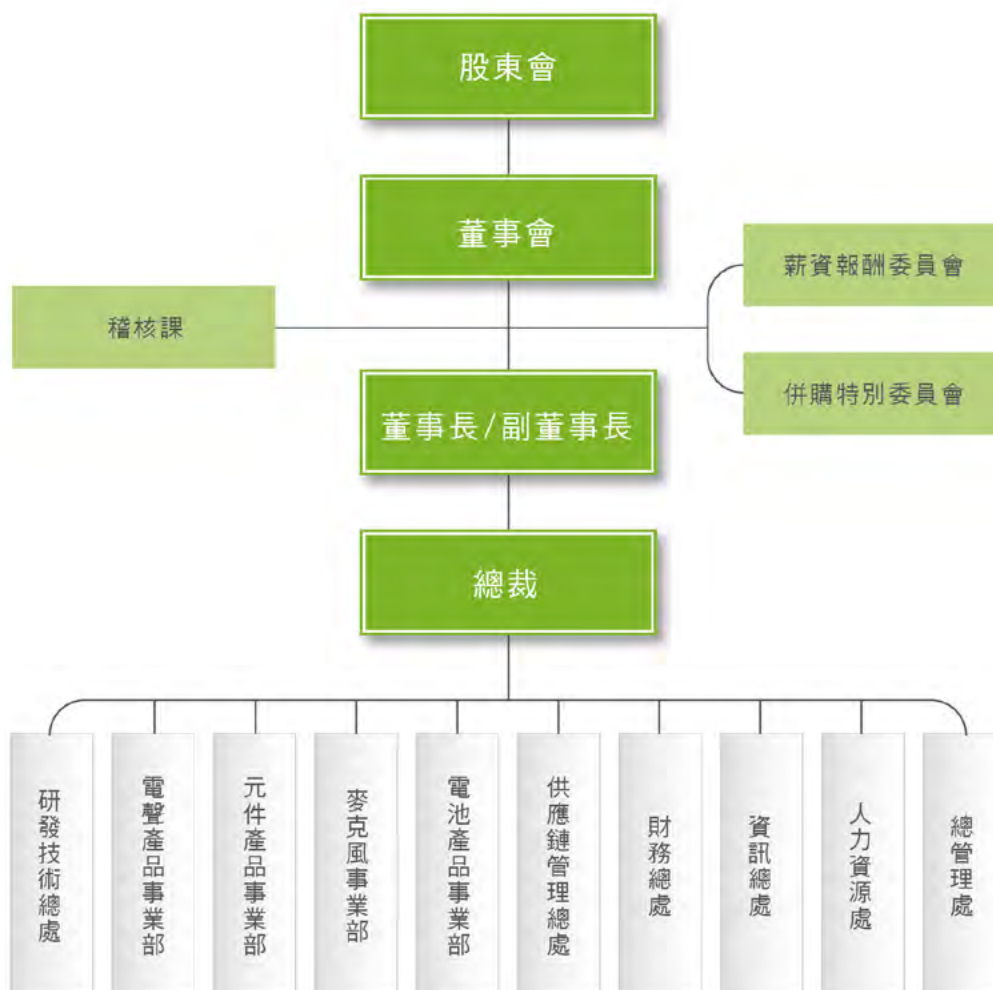 股東會
董事會
薪資報酬委員會
稽核課
併購特別委員會
董事長/副董事長
總裁
研發技術總處
電聲產品事業部
元件產品事業部
麥克風事業部
電池產品事業部
供應鏈管理總處
財務總處
資訊總處
人力資源處
總管理處